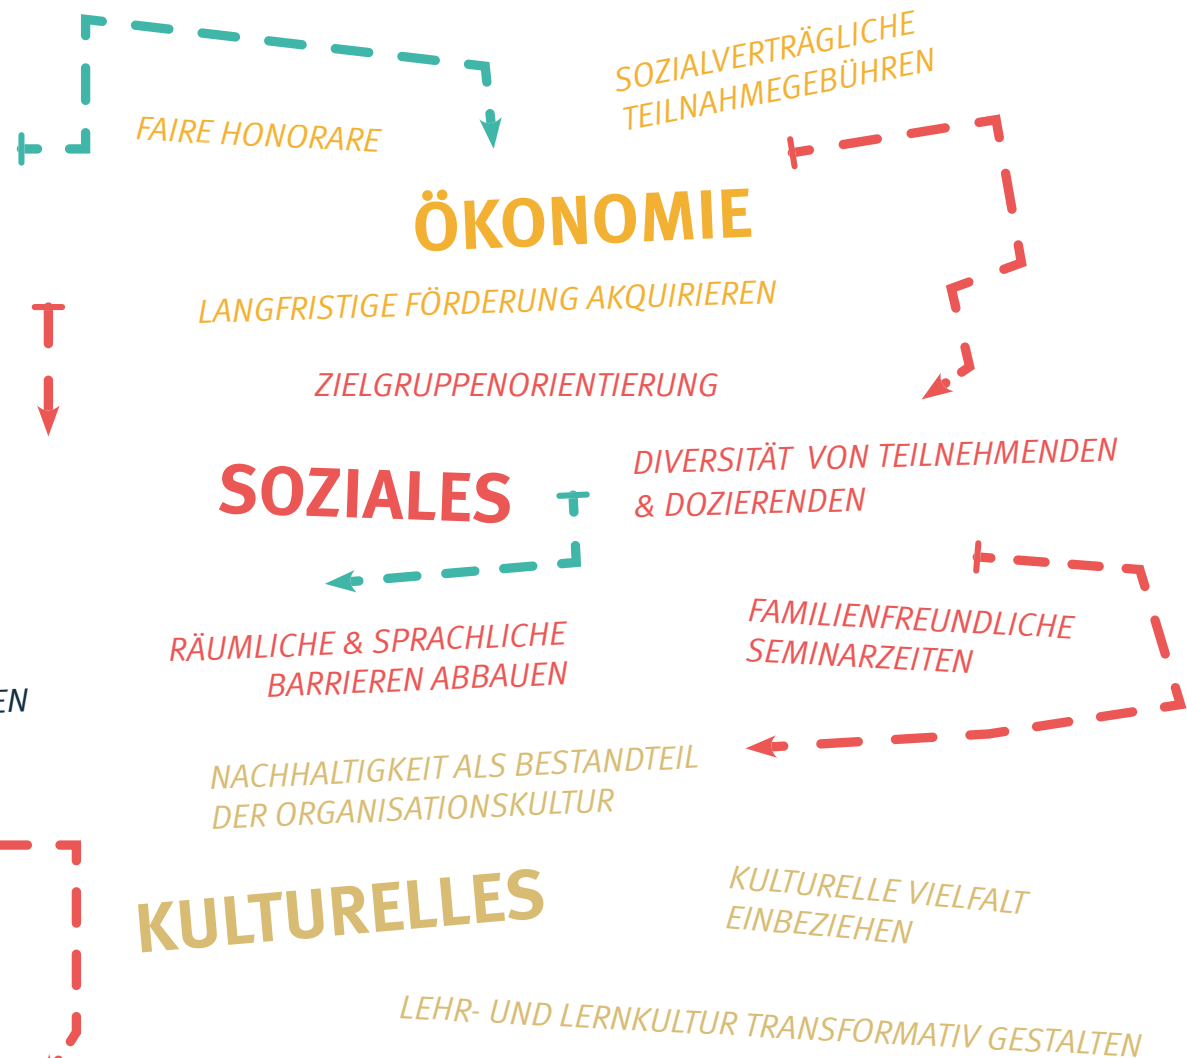 SOZIALVERTRÄGLICHE
TEILNAHMEGEBÜHREN
FAIRE HONORARE
ÖKONOMIE
LANGFRISTIGE FÖRDERUNG AKQUIRIEREN
ZIELGRUPPENORIENTIERUNG
SOZIALES
DIVERSITÄT VON TEILNEHMENDEN
& DOZIERENDEN
RÄUMLICHE & SPRACHLICHE
BARRIEREN ABBAUEN
FAMILIENFREUNDLICHE
SEMINARZEITEN
EN
NACHHALTIGKEIT ALS BESTANDTEIL
DER ORGANISATIONSKULTUR
KULTURELLES
KULTURELLE VIELFALT
EINBEZIEHEN
LEHR- UND LERNKULTUR TRANSFORMATIV GESTALTEN